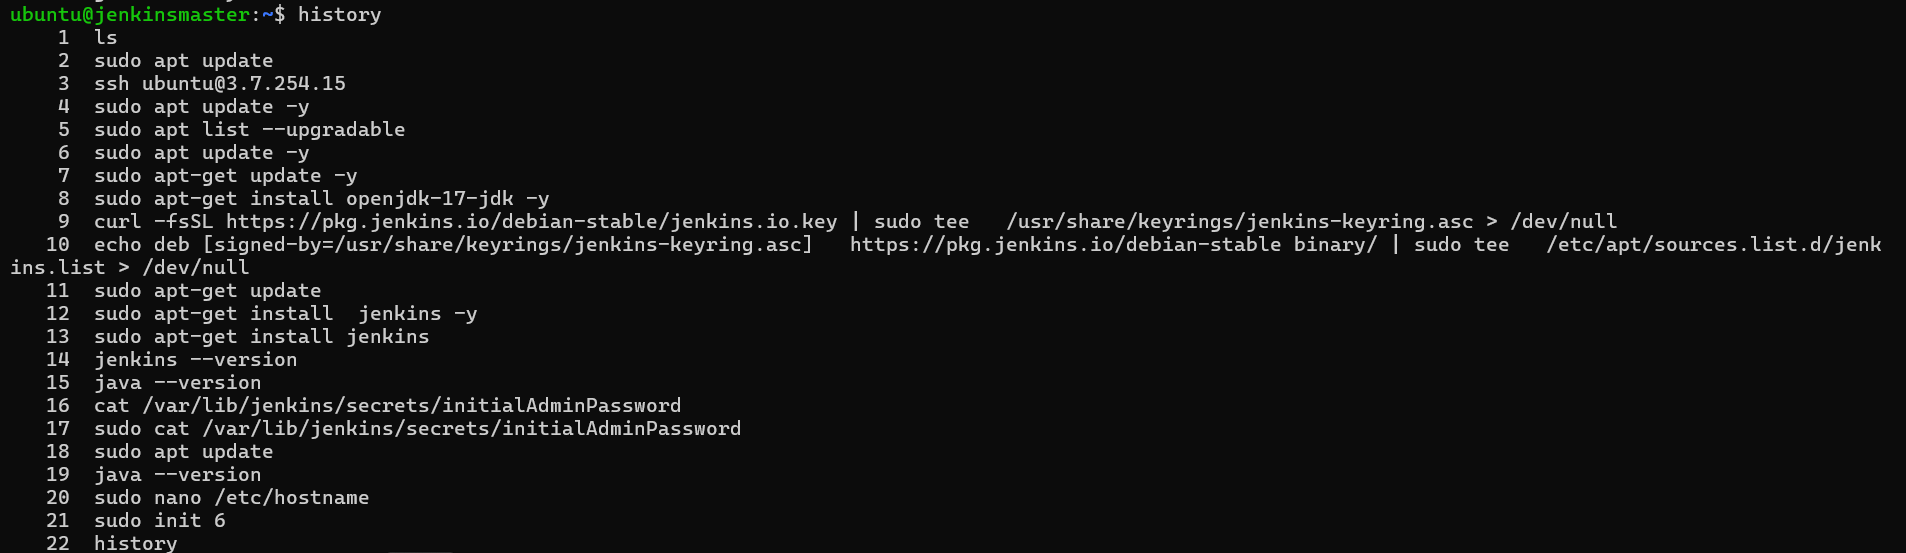 ubuntu@jenkinsmaster:~$ history
1 ls
2 sudo apt update
3 ssh ubuntu@3.7.254.15
4 sudo apt update -y
5 sudo apt list --upgradable
6 sudo apt update -y
7 sudo apt-get update -y
8 sudo apt-get install openjdk-17-jdk -y
9 curl -fsSL https://pkg.jenkins.io/debian-stable/jenkins.io.key | sudo tee   /usr/share/keyrings/jenkins-keyring.asc > /dev/null
10 echo deb [signed-by=/usr/share/keyrings/jenkins-keyring.asc]   https://pkg.jenkins.io/debian-stable binary/ | sudo tee   /etc/apt/sources.list.d/jenk
ins.list > /dev/null
11 sudo apt-get update
12 sudo apt-get install  jenkins -y
13 sudo apt-get install jenkins
14 jenkins --version
15 java --version
16 cat /var/lib/jenkins/secrets/initialAdminPassword
17 sudo cat /var/lib/jenkins/secrets/initialAdminPassword
18 sudo apt update
19 java --version
20 sudo nano /etc/hostname
21 sudo init 6
22 history